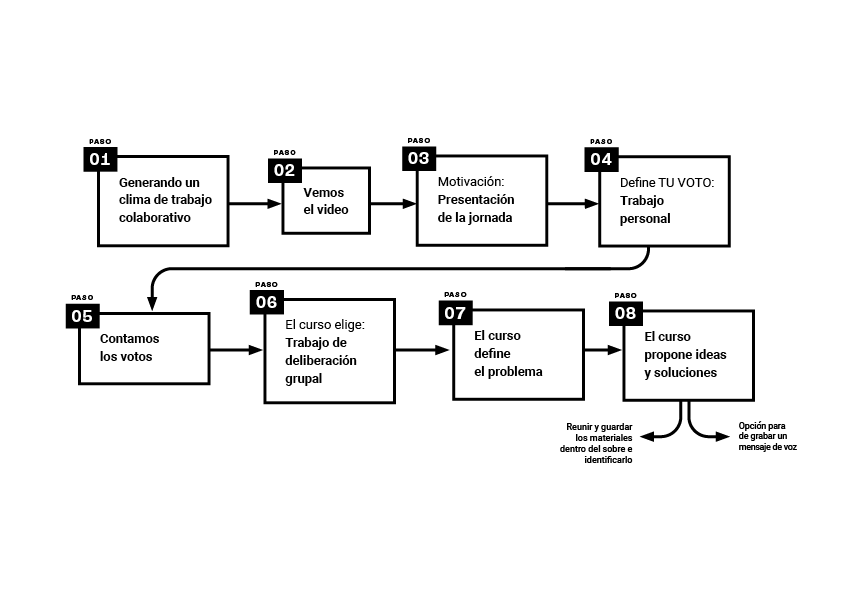 PASO
01
Generando un
clima de trabajo
colaborativo
PASO
02
Vemos
el video
PASO
03
Motivación:
Presentación
de la jornada
PASO
04
Define TU VOTO:
Trabajo
personal
PASO
05
Contamos
los votos
PASO
06
El curso elige:
Trabajo de
deliberación
grupal
PASO
07
El curso
define
el problema
PASO
08
El curso
propone ideas
y soluciones
Reunir y guardar
los materiales
dentro del sobre e
identificarlo
Opción para
de grabar un
mensaje de voz